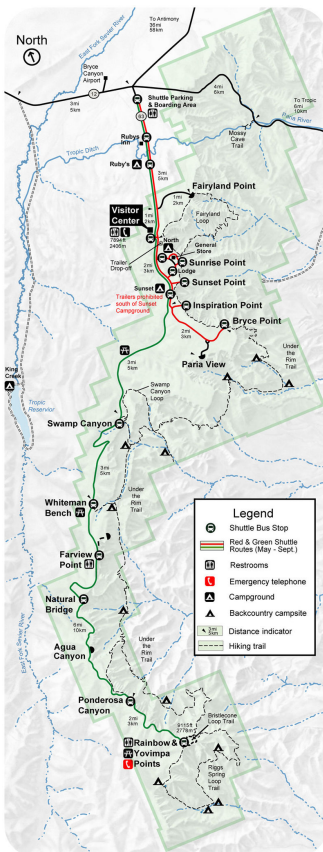 North
East Fork Sevier River
To Antimony
36mi
58km
Bryce
Canyon
Airport
12
3mi
5km
Shuttle Parking
& Boarding Area
63
4mi
6km
To Tropic
6mi
10km
Paria River
Mossy
Cave
Trail
3mi
5km
Rubys
Inn
Tropic Ditch
Ruby's
Fairyland Point
1mi
2km
Visitor
Center
1mi
2km
7894ft
2406m
Fairyland
Loop
North
General
Store
Trailer
Drop-off
2mi
3km
Sunrise Point
Lodge
Sunset Point
Sunset
Trailers prohibited
south of Sunset
Campground
Inspiration Point
Bryce Point
2mi
3km
Paria View
Under
the
Rim
Trail
3mi
5km
King
Creek
Tropic
Reservoir
Swamp
Canyon
Loop
Swamp Canyon
3mi
5km
Whiteman
Bench
Under
the
Rim
Trail
Farview
Point
Natural
Bridge
6mi
10km
Agua
Canyon
Under
the
Rim
Trail
East Fork Sevier River
Ponderosa
Canyon
2mi
3km
9115ft
2778m
Bristlecone
Loop Trail
Rainbow &
Yovimpa
Points
Riggs
Spring
Loop
Trail
Legend
Shuttle Bus Stop
Red & Green Shuttle
Routes (May - Sept.)
Restrooms
Emergency telephone
Campground
Backcountry campsite
3mi
5km
Distance indicator
Hiking trail